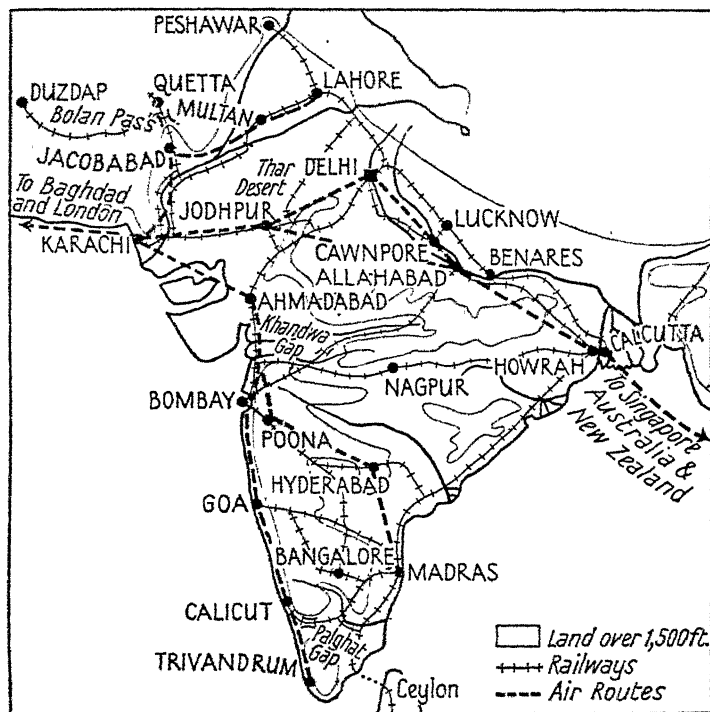 PESHAWAR
QUETTA
LAHORE
DUZDAP
Bolan Pass
MULTAN
JACOBABAD
Thar
Desert
DELHI
To Baghdad
and London
JODHPUR
LUCKNOW
KARACHI
CAWNPORE
BENARES
ALLAHABAD
AHMADABAD
Khandwa
Gap
CALCUTTA
HOWRAH
NAGPUR
BOMBAY
To Singapore
Australia &
New Zealand
POONA
HYDERABAD
GOA
BANGALORE
MADRAS
CALICUT
Palghat
Gap
TRIVANDRUM
Ceylon
Land over 1,500ft.
Railways
Air Routes